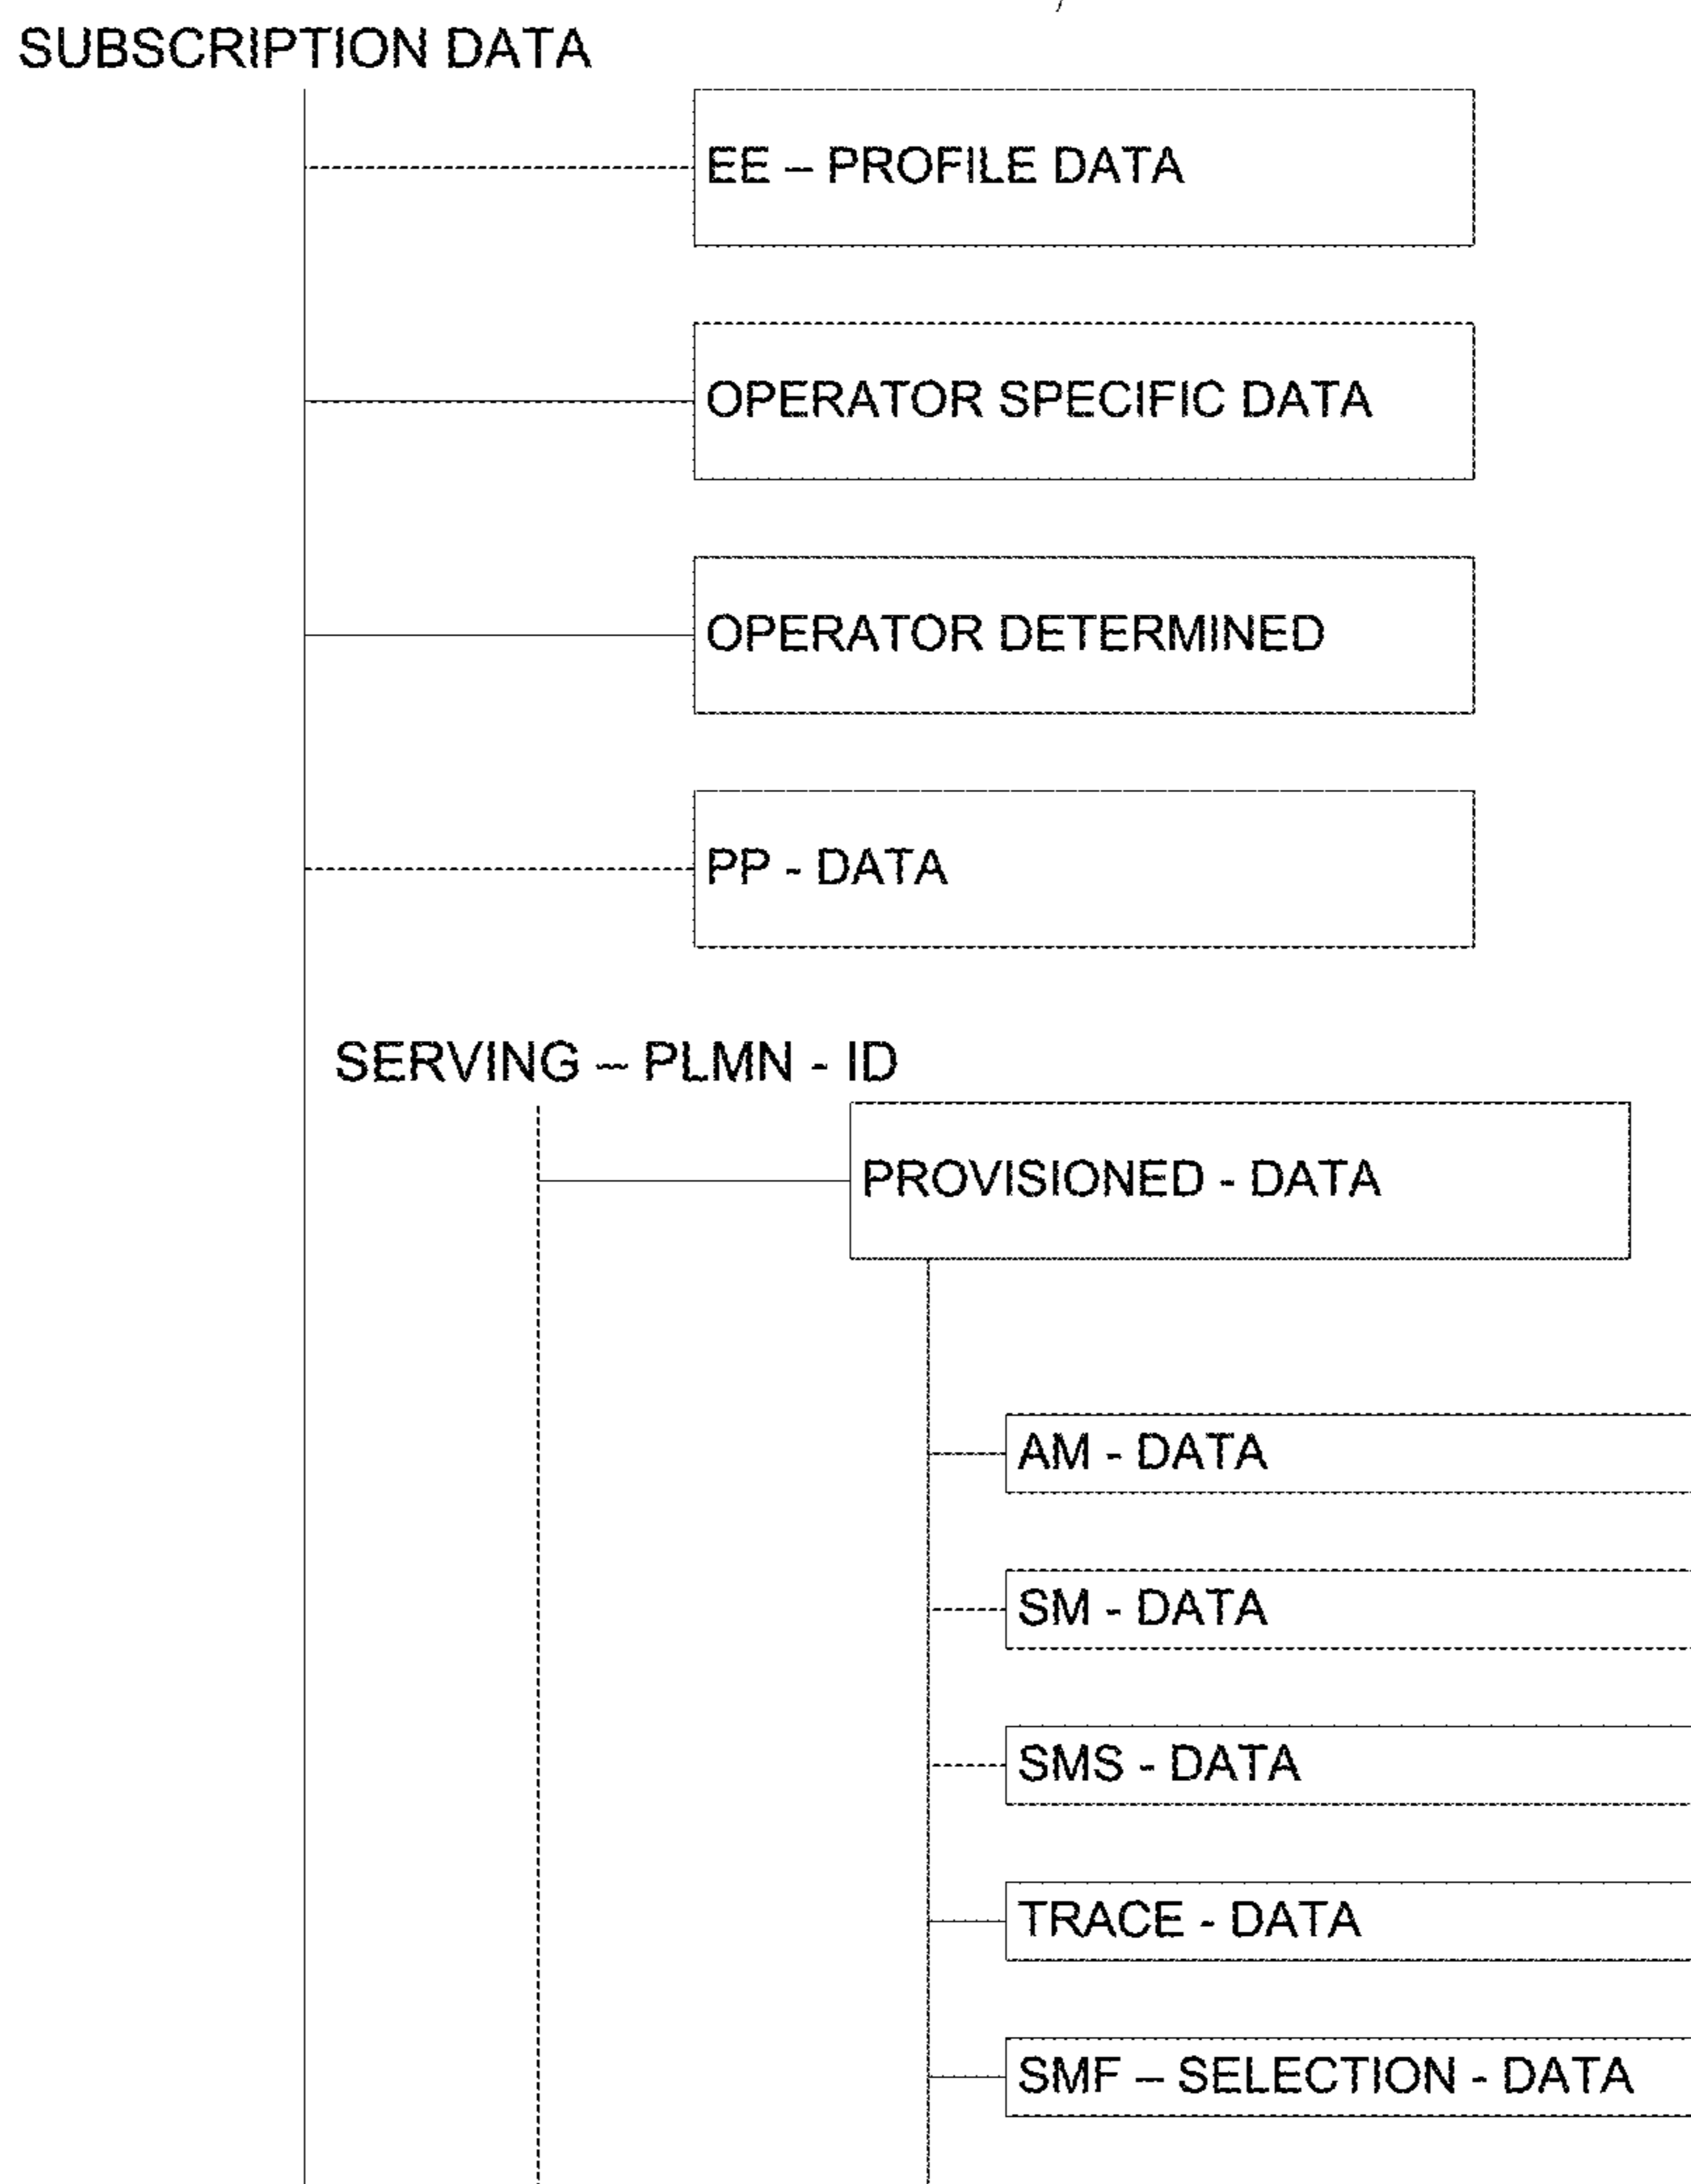 SUBSCRIPTION DATA
EE – PROFILE DATA
OPERATOR SPECIFIC DATA
OPERATOR DETERMINED
PP - DATA
SERVING – PLMN - ID
PROVISIONED - DATA
AM - DATA
SM - DATA
SMS - DATA
TRACE - DATA
SMF – SELECTION - DATA